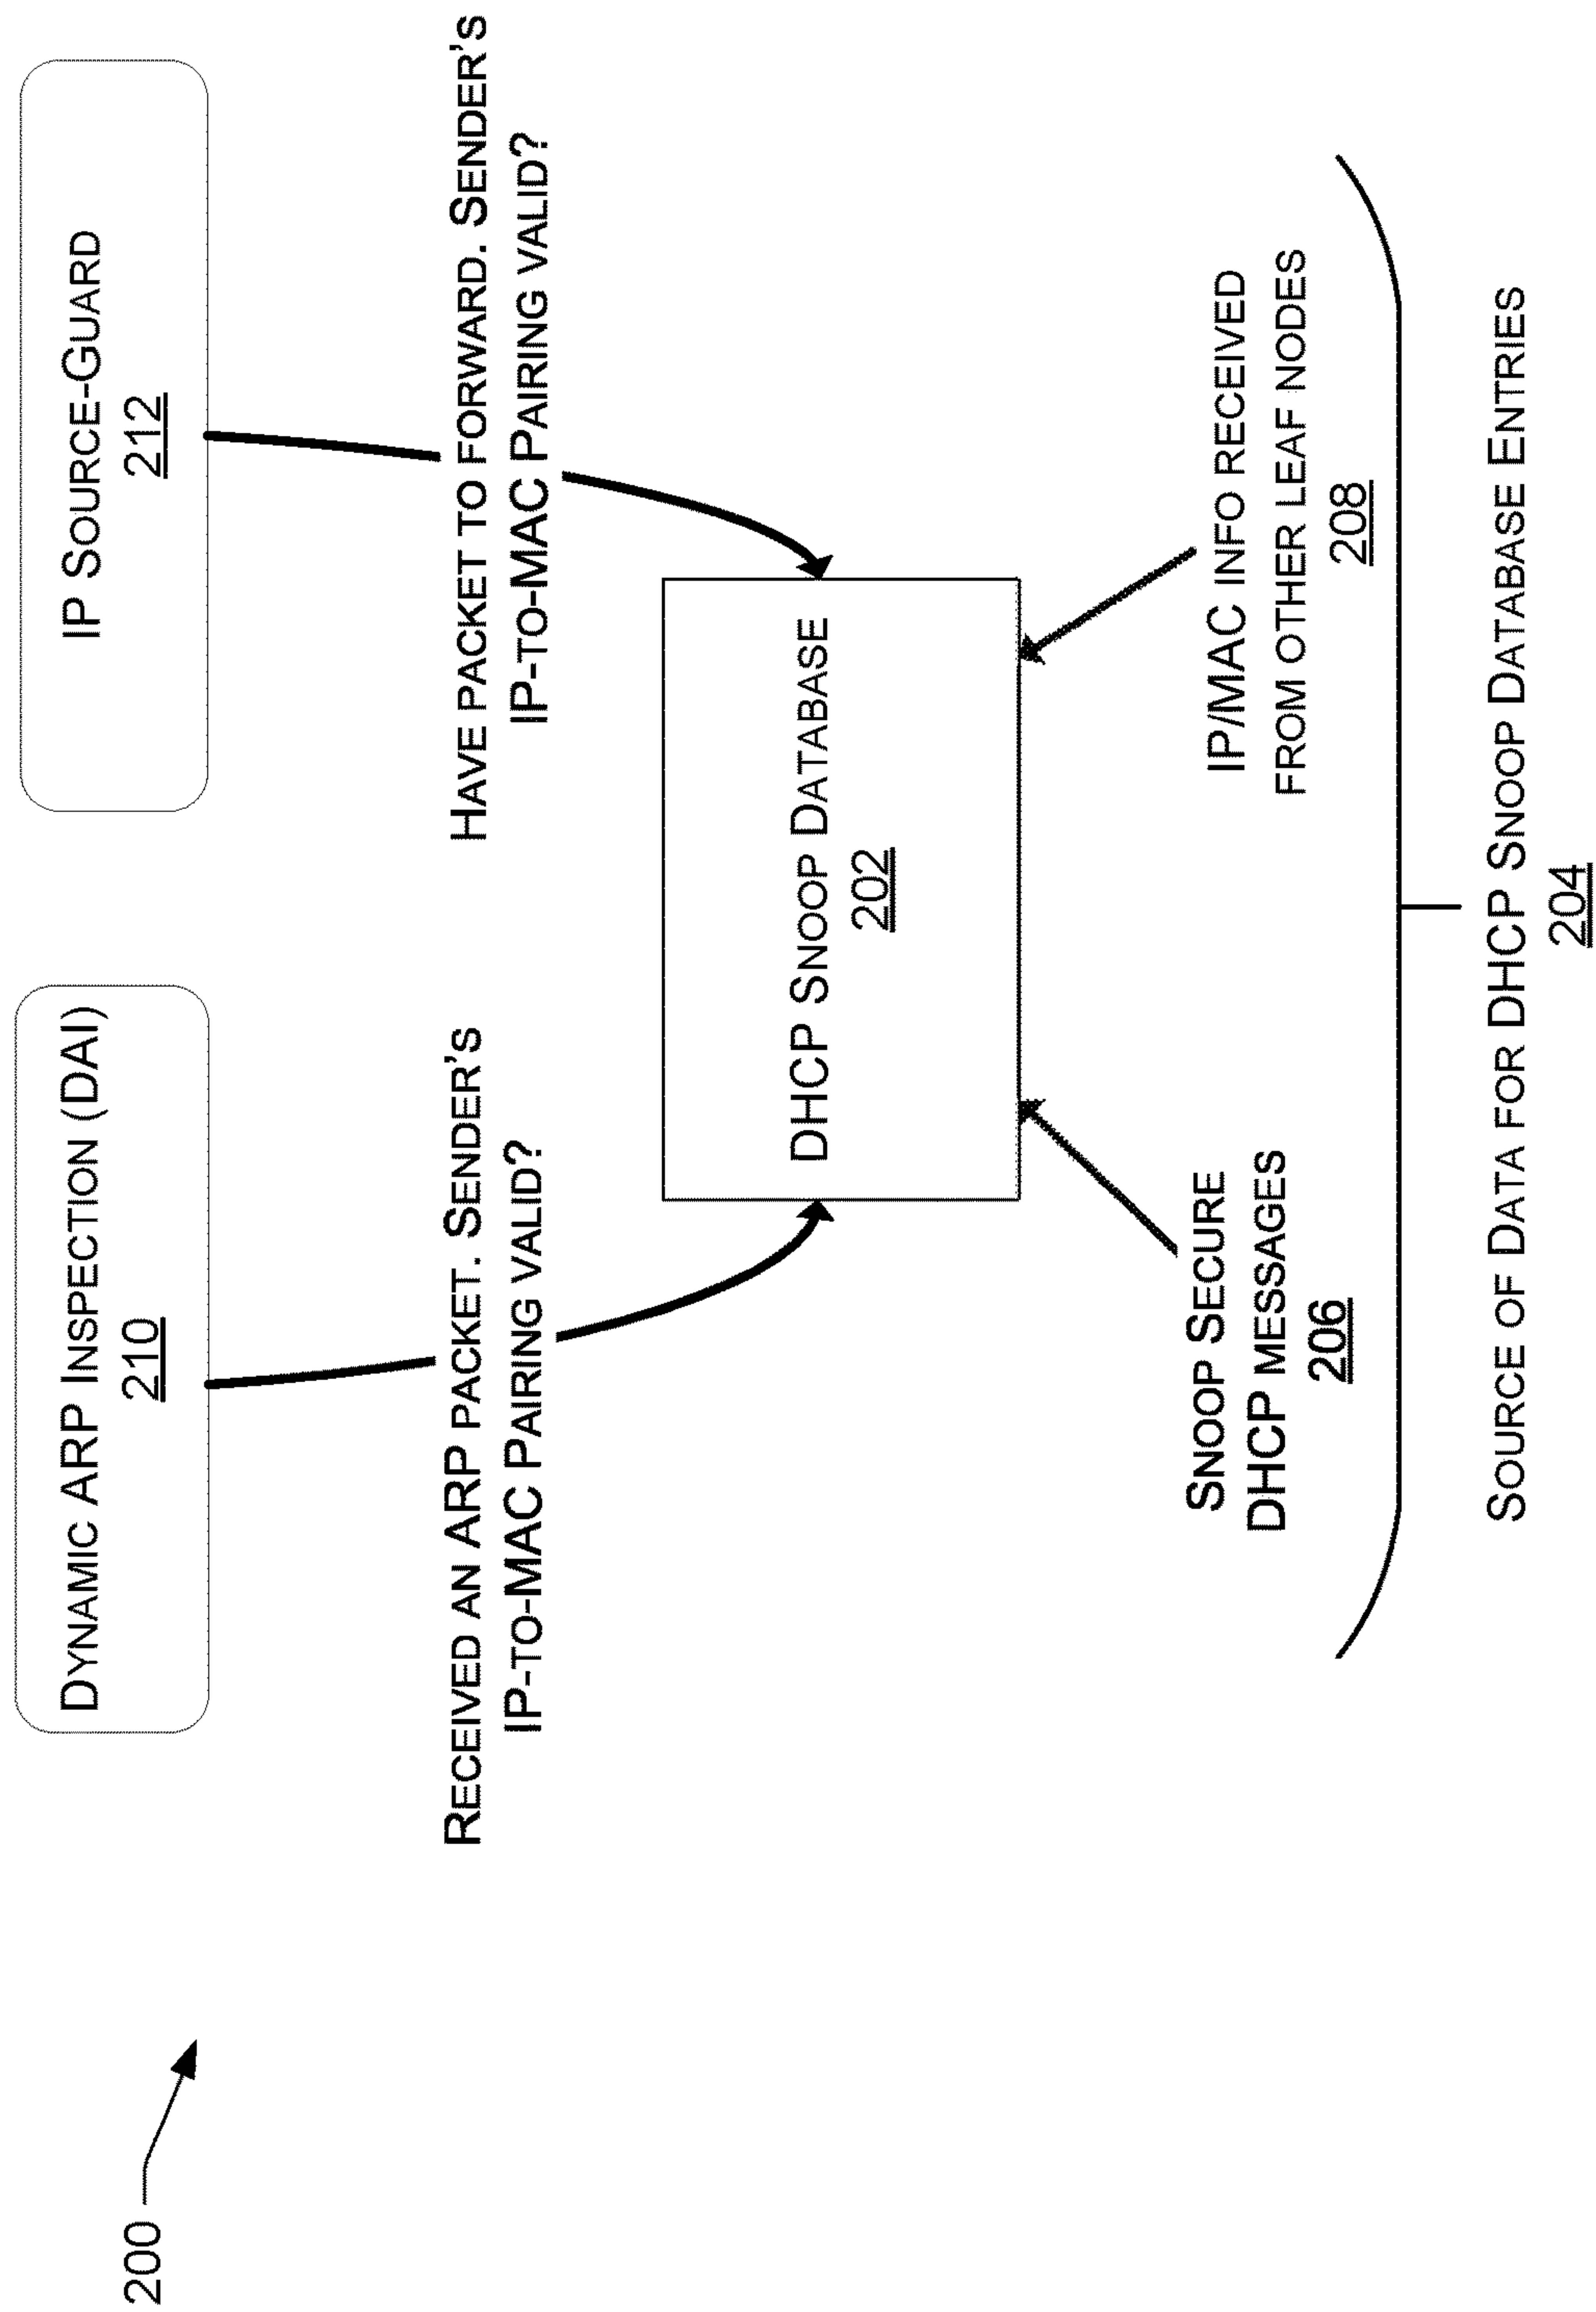 200
DYNAMIC ARP INSPECTION (DAI)
210
IP SOURCE-GUARD
212
RECEIVED AN ARP PACKET. SENDER'S
IP-TO-MAC PAIRING VALID?
HAVE PACKET TO FORWARD. SENDER'S
IP-TO-MAC PAIRING VALID?
DHCP SNOOP DATABASE
202
SNOOP SECURE
DHCP MESSAGES
206
IP/MAC INFO RECEIVED
FROM OTHER LEAF NODES
208
SOURCE OF DATA FOR DHCP SNOOP DATABASE ENTRIES
204